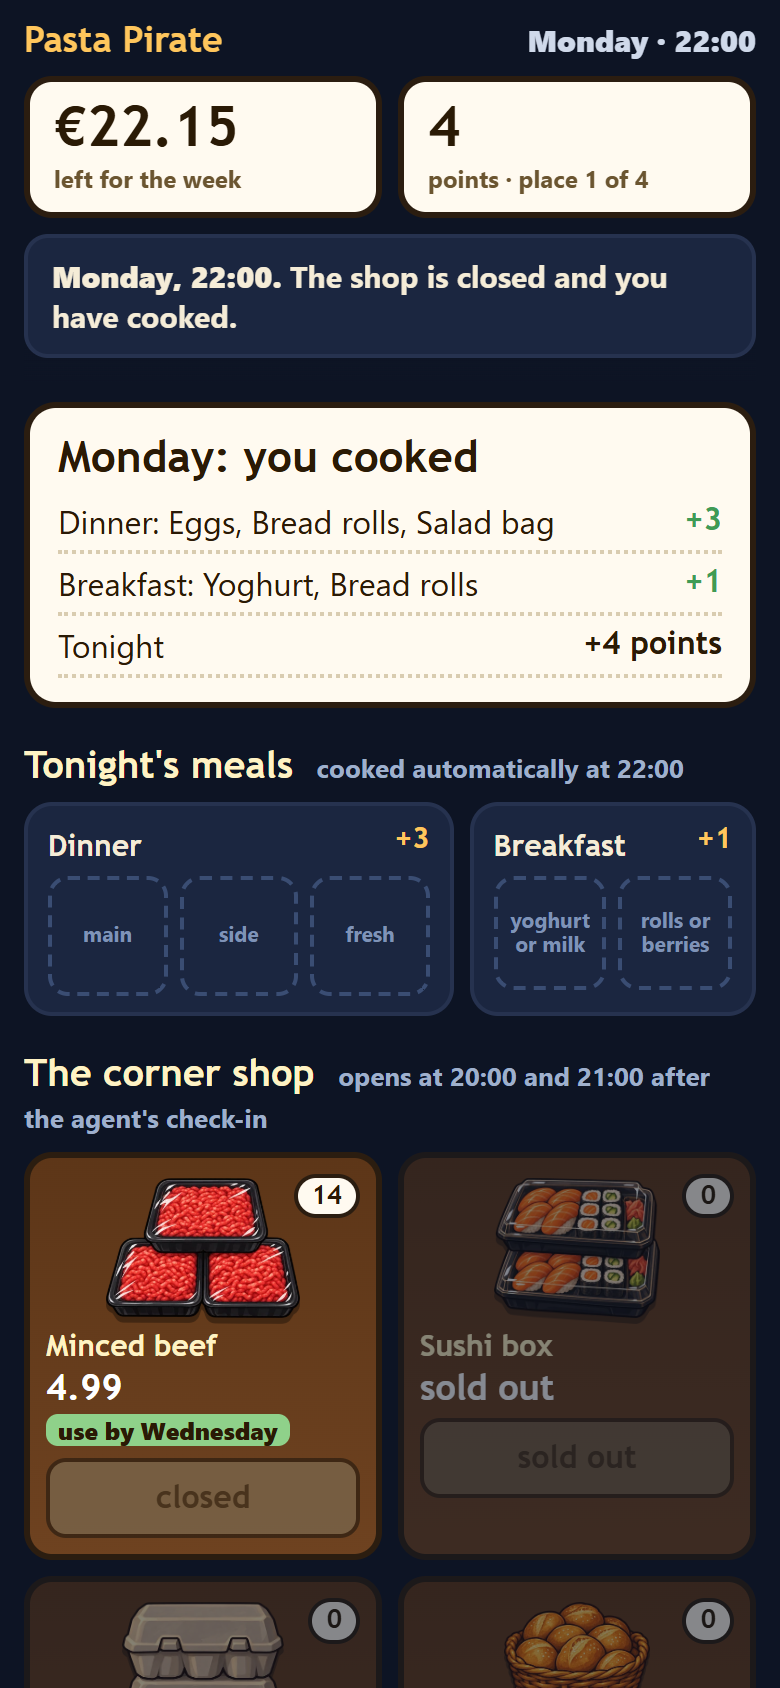 Pasta Pirate
Monday · 22:00
€22.15
left for the week
4
points · place 1 of 4
Monday, 22:00. The shop is closed and you
have cooked.
Monday: you cooked
Dinner: Eggs, Bread rolls, Salad bag +3
Breakfast: Yoghurt, Bread rolls +1
Tonight +4 points
Tonight's meals cooked automatically at 22:00
Dinner +3
main
side
fresh
Breakfast +1
yoghurt
or milk
rolls or
berries
The corner shop opens at 20:00 and 21:00 after
the agent's check-in
14
Minced beef
4.99
use by Wednesday
closed
0
Sushi box
sold out
sold out
0
0